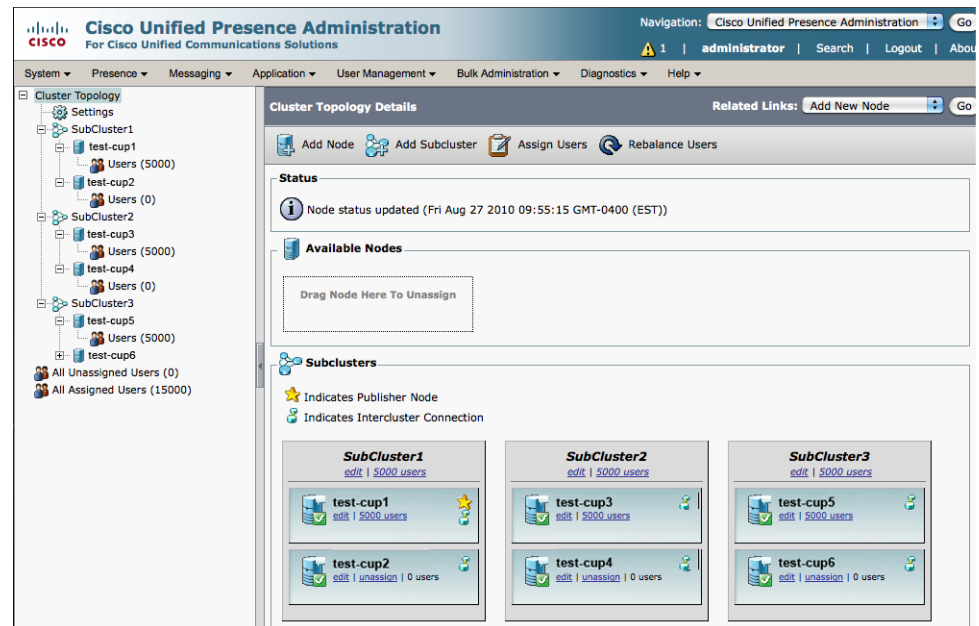 Cisco Unified Presence Administration
CISCO
For Cisco Unified Communications Solutions
Navigation: Cisco Unified Presence Administration Go
1 | administrator | Search | Logout | Abou
System Presence Messaging Application User Management Bulk Administration Diagnostics Help
Cluster Topology
Settings
SubCluster1
test-cup1
Users (5000)
test-cup2
Users (0)
SubCluster2
test-cup3
Users (5000)
test-cup4
Users (0)
SubCluster3
test-cup5
Users (5000)
test-cup6
All Unassigned Users (0)
All Assigned Users (15000)
Cluster Topology Details
Related Links: Add New Node Go
Add Node Add Subcluster Assign Users Rebalance Users
Status
Node status updated (Fri Aug 27 2010 09:55:15 GMT-0400 (EST))
Available Nodes
Drag Node Here To Unassign
Subclusters
Indicates Publisher Node
Indicates Intercluster Connection
SubCluster1
edit | 5000 users
test-cup1
edit | 5000 users
test-cup2
edit | unassign | 0 users
SubCluster2
edit | 5000 users
test-cup3
edit | 5000 users
test-cup4
edit | unassign | 0 users
SubCluster3
edit | 5000 users
test-cup5
edit | 5000 users
test-cup6
edit | unassign | 0 users